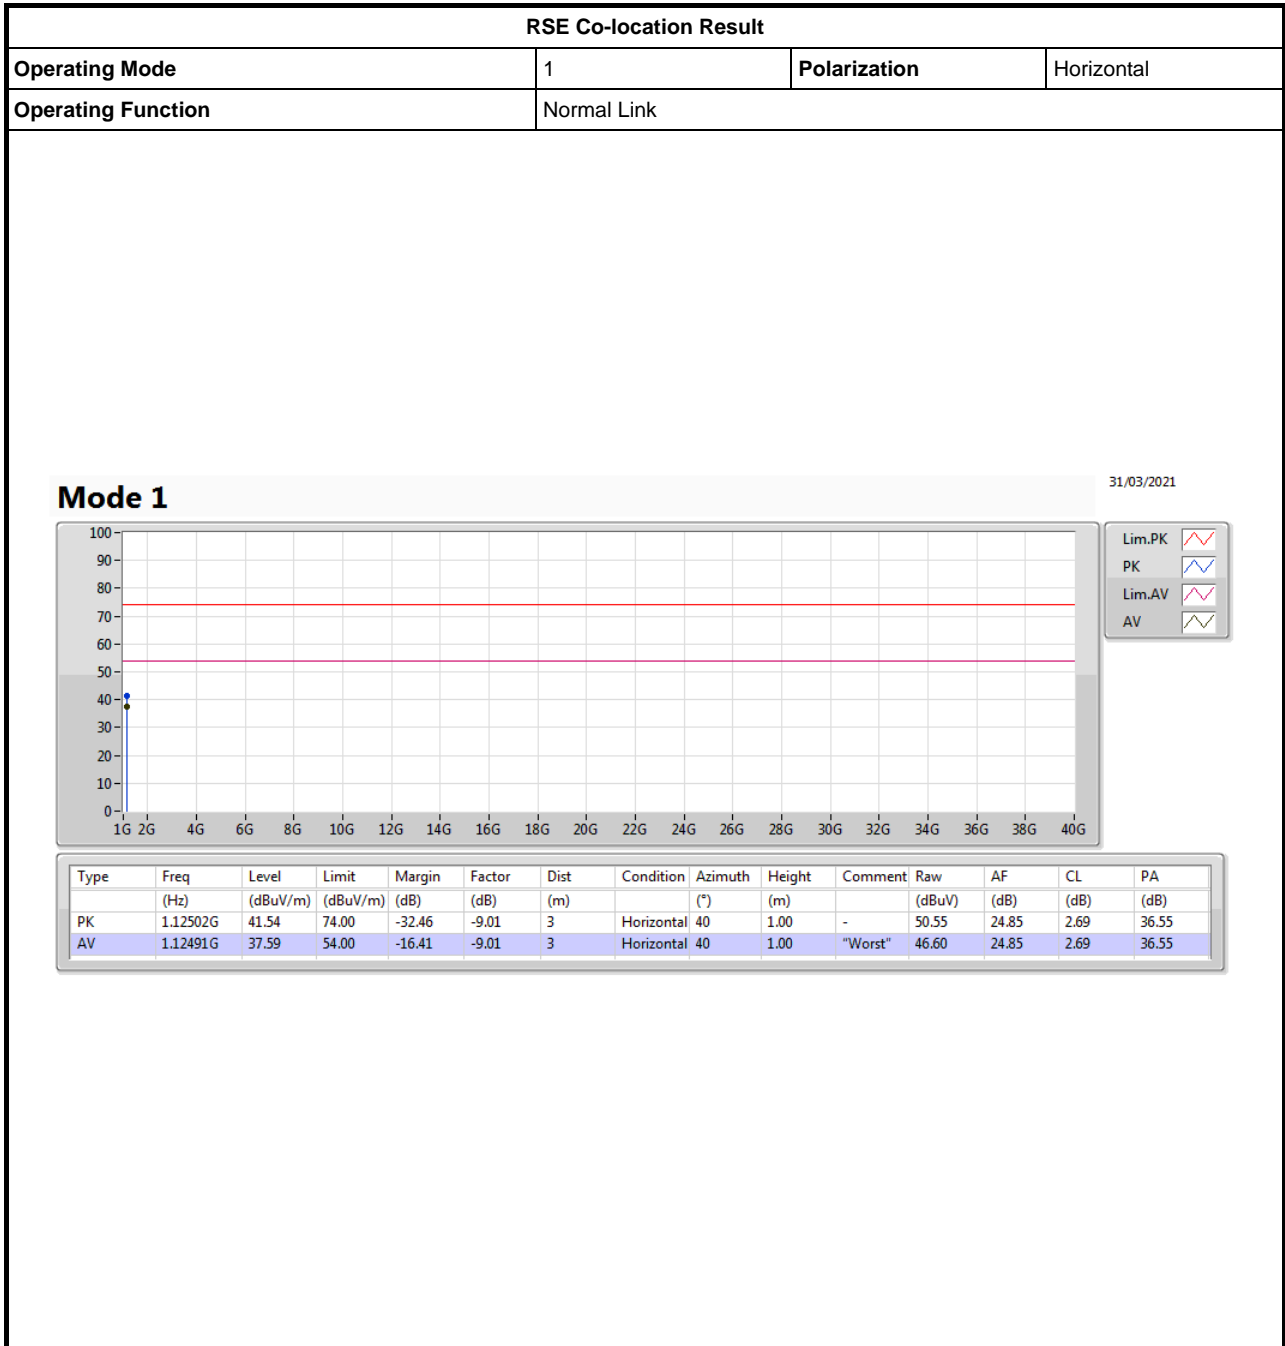 RSE Co-location Result
Operating Mode 1 Polarization Horizontal
Operating Function Normal Link
31/03/2021
Mode 1
100
90
80
70
60
50
40
30
20
10
0
1G 2G 4G 6G 8G 10G 12G 14G 16G 18G 20G 22G 24G 26G 28G 30G 32G 34G 36G 38G 40G
Lim.PK
PK
Lim.AV
AV
Type Freq Level Limit Margin Factor Dist Condition Azimuth Height Comment Raw AF CL PA
(Hz) (dBuV/m) (dBuV/m) (dB) (dB) (m) (°) (m) (dBuV) (dB) (dB) (dB)
PK 1.12502G 41.54 74.00 -32.46 -9.01 3 Horizontal 40 1.00 - 50.55 24.85 2.69 36.55
AV 1.12491G 37.59 54.00 -16.41 -9.01 3 Horizontal 40 1.00 "Worst" 46.60 24.85 2.69 36.55